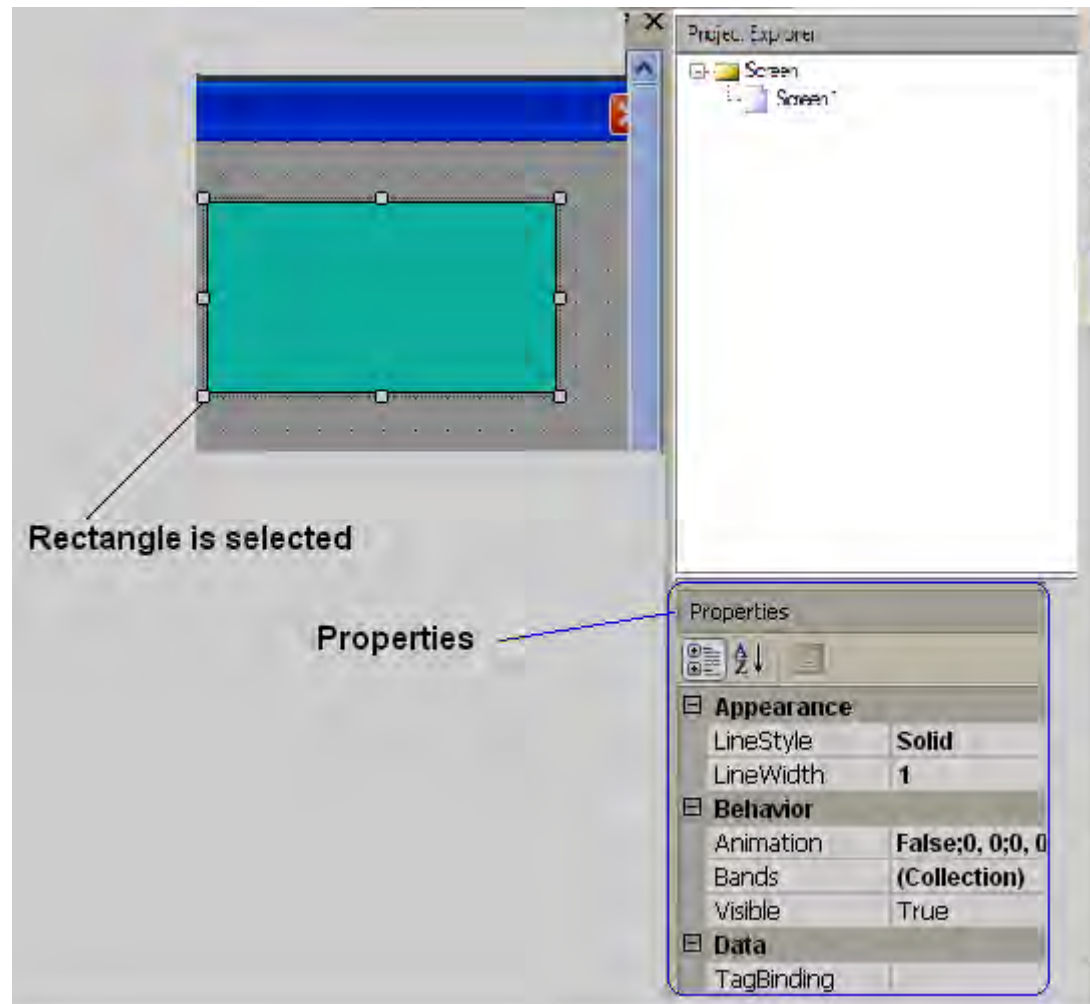 Project Explorer
Screen
Screen1
Rectangle is selected
Properties
Properties
Appearance
LineStyle Solid
LineWidth 1
Behavior
Animation False;0, 0;0, 0
Bands (Collection)
Visible True
Data
TagBinding